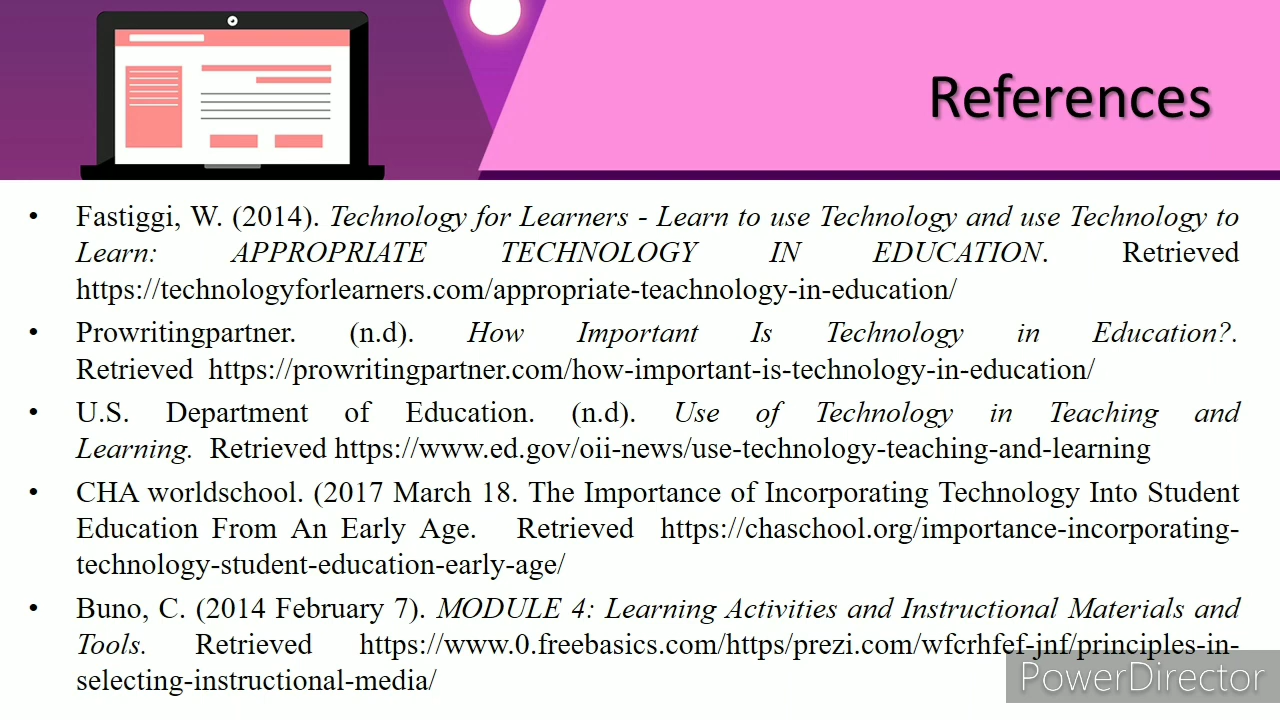 References
• Fastiggi, W. (2014). Technology for Learners - Learn to use Technology and use Technology to
Learn: APPROPRIATE TECHNOLOGY IN EDUCATION. Retrieved
https://technologyforlearners.com/appropriate-teachnology-in-education/
• Prowritingpartner. (n.d). How Important Is Technology in Education?.
Retrieved https://prowritingpartner.com/how-important-is-technology-in-education/
• U.S. Department of Education. (n.d). Use of Technology in Teaching and
Learning. Retrieved https://www.ed.gov/oii-news/use-technology-teaching-and-learning
• CHA worldschool. (2017 March 18. The Importance of Incorporating Technology Into Student
Education From An Early Age. Retrieved https://chaschool.org/importance-incorporating-
technology-student-education-early-age/
• Buno, C. (2014 February 7). MODULE 4: Learning Activities and Instructional Materials and
Tools. Retrieved https://www.0.freebasics.com/https/prezi.com/wfcrhfef-jnf/principles-in-
selecting-instructional-media/
PowerDirector